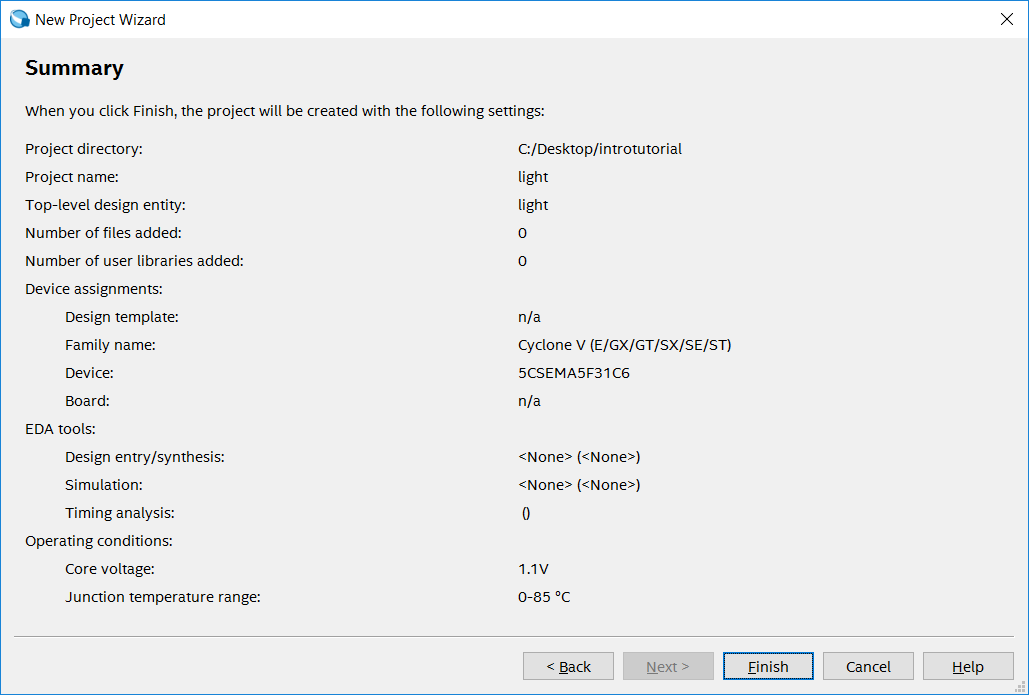 New Project Wizard
Summary
When you click Finish, the project will be created with the following settings:
Project directory: C:/Desktop/introtutorial
Project name: light
Top-level design entity: light
Number of files added: 0
Number of user libraries added: 0
Device assignments:
Design template: n/a
Family name: Cyclone V (E/GX/GT/SX/SE/ST)
Device: 5CSEMA5F31C6
Board: n/a
EDA tools:
Design entry/synthesis: <None> (<None>)
Simulation: <None> (<None>)
Timing analysis: ()
Operating conditions:
Core voltage: 1.1V
Junction temperature range: 0-85 °C
< Back Next > Finish Cancel Help